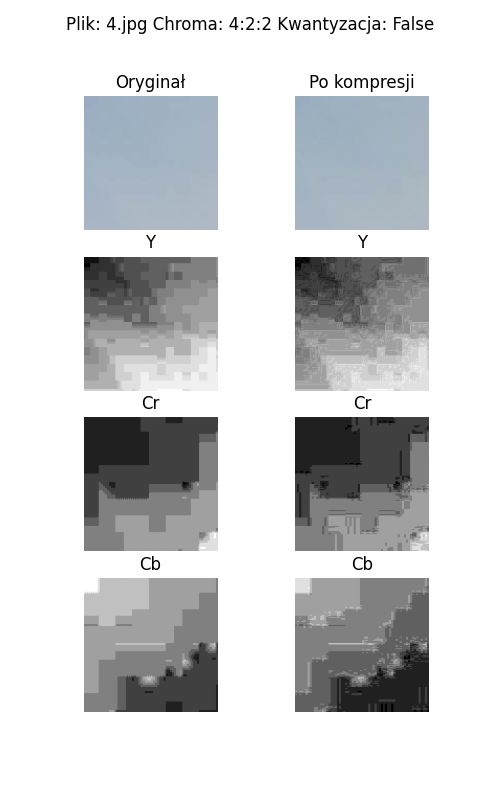 Plik: 4.jpg Chroma: 4:2:2 Kwantyzacja: False
Oryginał Po kompresji
Y Y
Cr Cr
Cb Cb